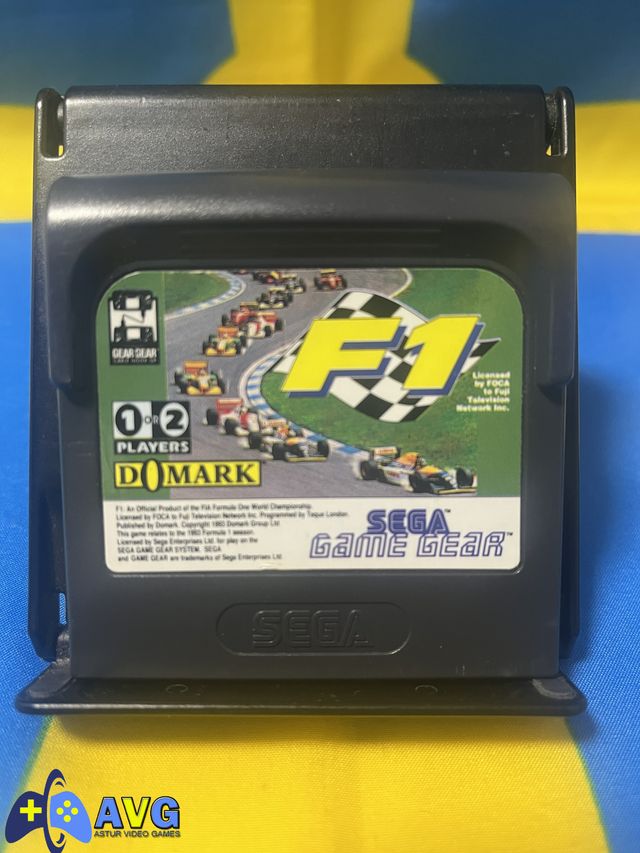 F1
Licensed
by FOCA
to Fuji
Television
Network Inc.
GEAR GEAR
1 OR 2
PLAYERS
DOMARK
F1: An Official Product of the FIA Formula One World Championship.
Licensed by FOCA to Fuji Television Network Inc. Programmed by Teque London.
Published by Domark. Copyright 1993 Domark Group Ltd.
This game relates to the 1993 Formula 1 season.
Licensed by Sega Enterprises Ltd. for play on the
SEGA GAME GEAR SYSTEM. SEGA
and GAME GEAR are trademarks of Sega Enterprises Ltd.
SEGA™
GAME GEAR™
SEGA
AVG
ASTUR VIDEO GAMES